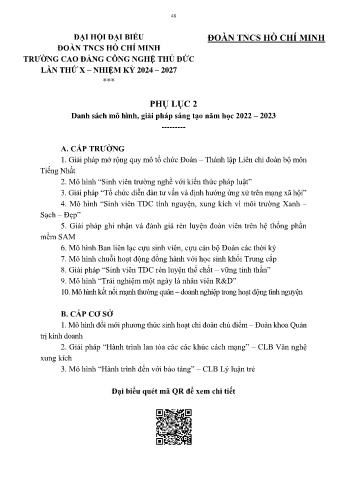 48
ĐẠI HỘI ĐẠI BIỂU
ĐOÀN TNCS HỒ CHÍ MINH
TRƯỜNG CAO ĐẲNG CÔNG NGHỆ THỦ ĐỨC
LẦN THỨ X – NHIỆM KỲ 2024 – 2027
***
ĐOÀN TNCS HỒ CHÍ MINH
PHỤ LỤC 2
Danh sách mô hình, giải pháp sáng tạo năm học 2022 – 2023
---------
A. CẤP TRƯỜNG
1. Giải pháp mở rộng quy mô tổ chức Đoàn – Thành lập Liên chi đoàn bộ môn
Tiếng Nhật
2. Mô hình “Sinh viên trường nghề với kiến thức pháp luật”
3. Giải pháp “Tổ chức diễn đàn tư vấn và định hướng ứng xử trên mạng xã hội”
4. Mô hình “Sinh viên TDC tình nguyện, xung kích vì môi trường Xanh –
Sạch – Đẹp”
5. Giải pháp ghi nhận và đánh giá rèn luyện đoàn viên trên hệ thống phần
mềm SAM
6. Mô hình Ban liên lạc cựu sinh viên, cựu cán bộ Đoàn các thời kỳ
7. Mô hình chuỗi hoạt động đồng hành với học sinh khối Trung cấp
8. Giải pháp “Sinh viên TDC rèn luyện thể chất – vững tinh thần”
9. Mô hình “Trải nghiệm một ngày là nhân viên R&D”
10. Mô hình kết nối mạnh thường quân – doanh nghiệp trong hoạt động tình nguyện
B. CẤP CƠ SỞ
1. Mô hình đổi mới phương thức sinh hoạt chi đoàn chủ điểm – Đoàn khoa Quản
trị kinh doanh
2. Giải pháp “Hành trình lan tỏa các các khúc cách mạng” – CLB Văn nghệ
xung kích
3. Mô hình “Hành trình đến với bảo tàng” – CLB Lý luận trẻ
Đại biểu quét mã QR để xem chi tiết